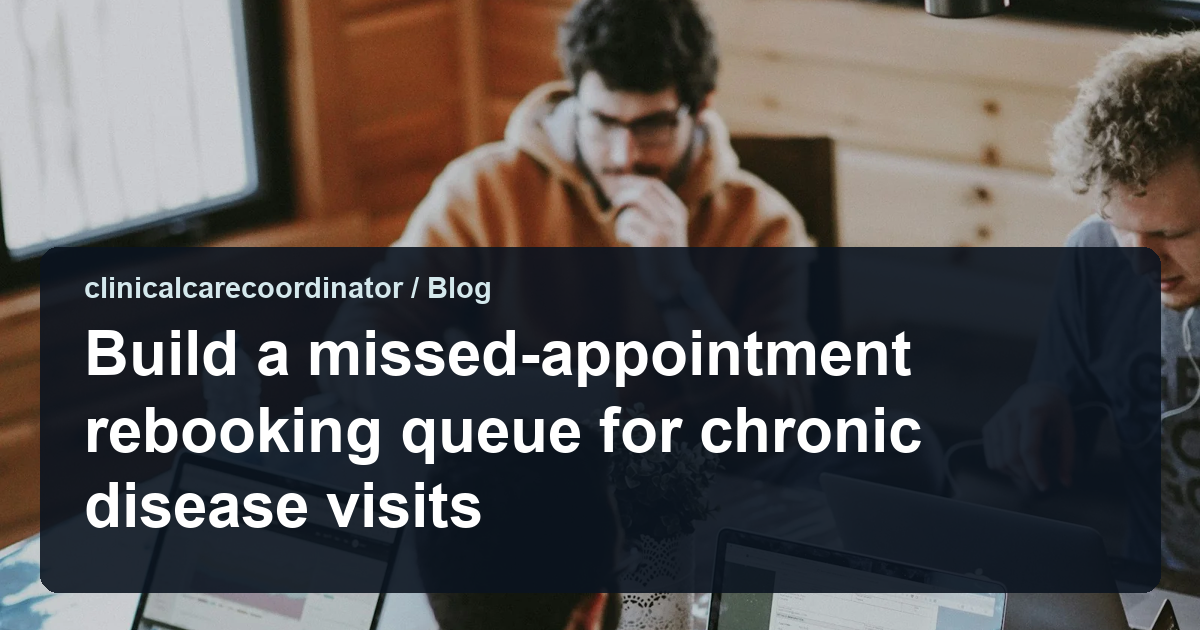 clinicalcarecoordinator / Blog
Build a missed-appointment
rebooking queue for chronic
disease visits